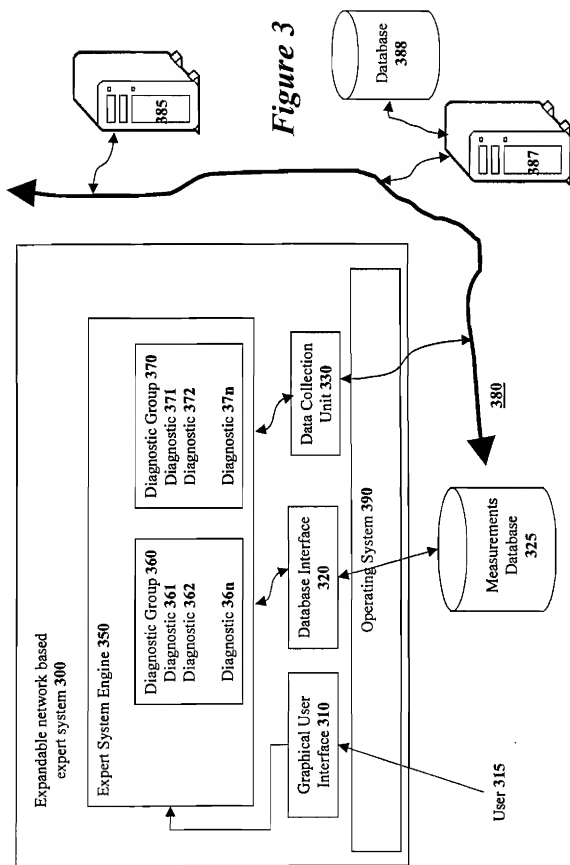 Expandable network based
expert system 300
Expert System Engine 350
Diagnostic Group 360
Diagnostic 361
Diagnostic 362
Diagnostic 36n
Diagnostic Group 370
Diagnostic 371
Diagnostic 372
Diagnostic 37n
Graphical User
Interface 310
Database Interface
320
Data Collection
Unit 330
Operating System 390
User 315
Measurements
Database
325
380
385
Figure 3
Database
388
387